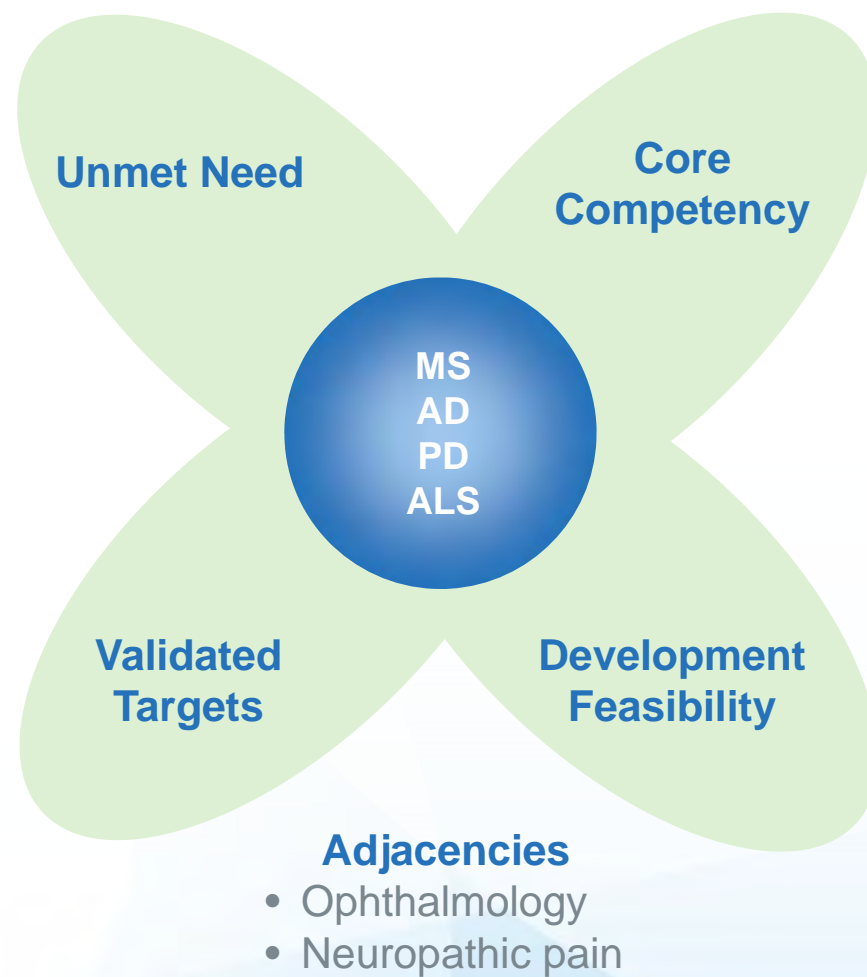 Unmet Need
Core
Competency
MS
AD
PD
ALS
Validated
Targets
Development
Feasibility
Adjacencies
• Ophthalmology
• Neuropathic pain